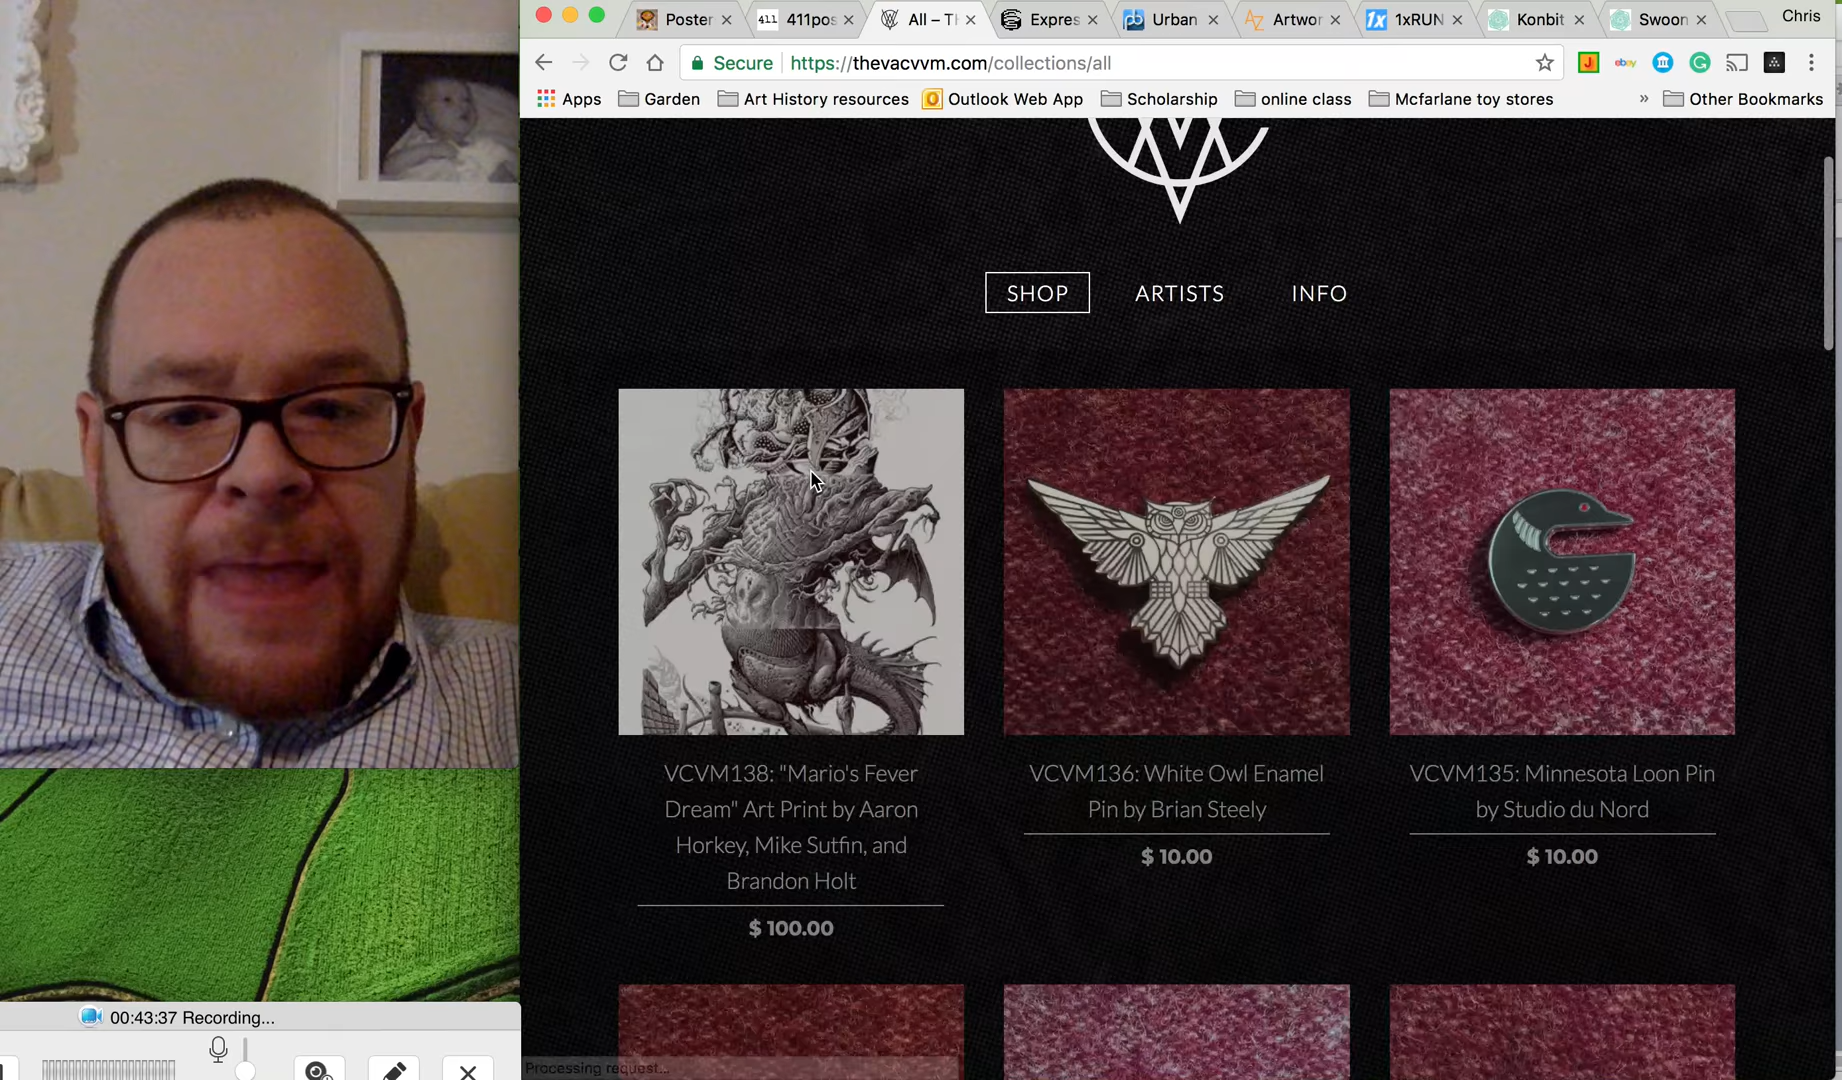 Poster
411
411pos
All – Th
Expres
Urban
Artwor
1xRUN
Konbit
Swoon
Chris
Secure
https://thevacvvm.com/collections/all
ebay
Apps
Garden
Art History resources
Outlook Web App
Scholarship
online class
Mcfarlane toy stores
»
Other Bookmarks
SHOP
ARTISTS
INFO
VCVM138: "Mario's Fever
Dream" Art Print by Aaron
Horkey, Mike Sutfin, and
Brandon Holt
$ 100.00
VCVM136: White Owl Enamel
Pin by Brian Steely
$ 10.00
VCVM135: Minnesota Loon Pin
by Studio du Nord
$ 10.00
00:43:37 Recording...
Processing request...